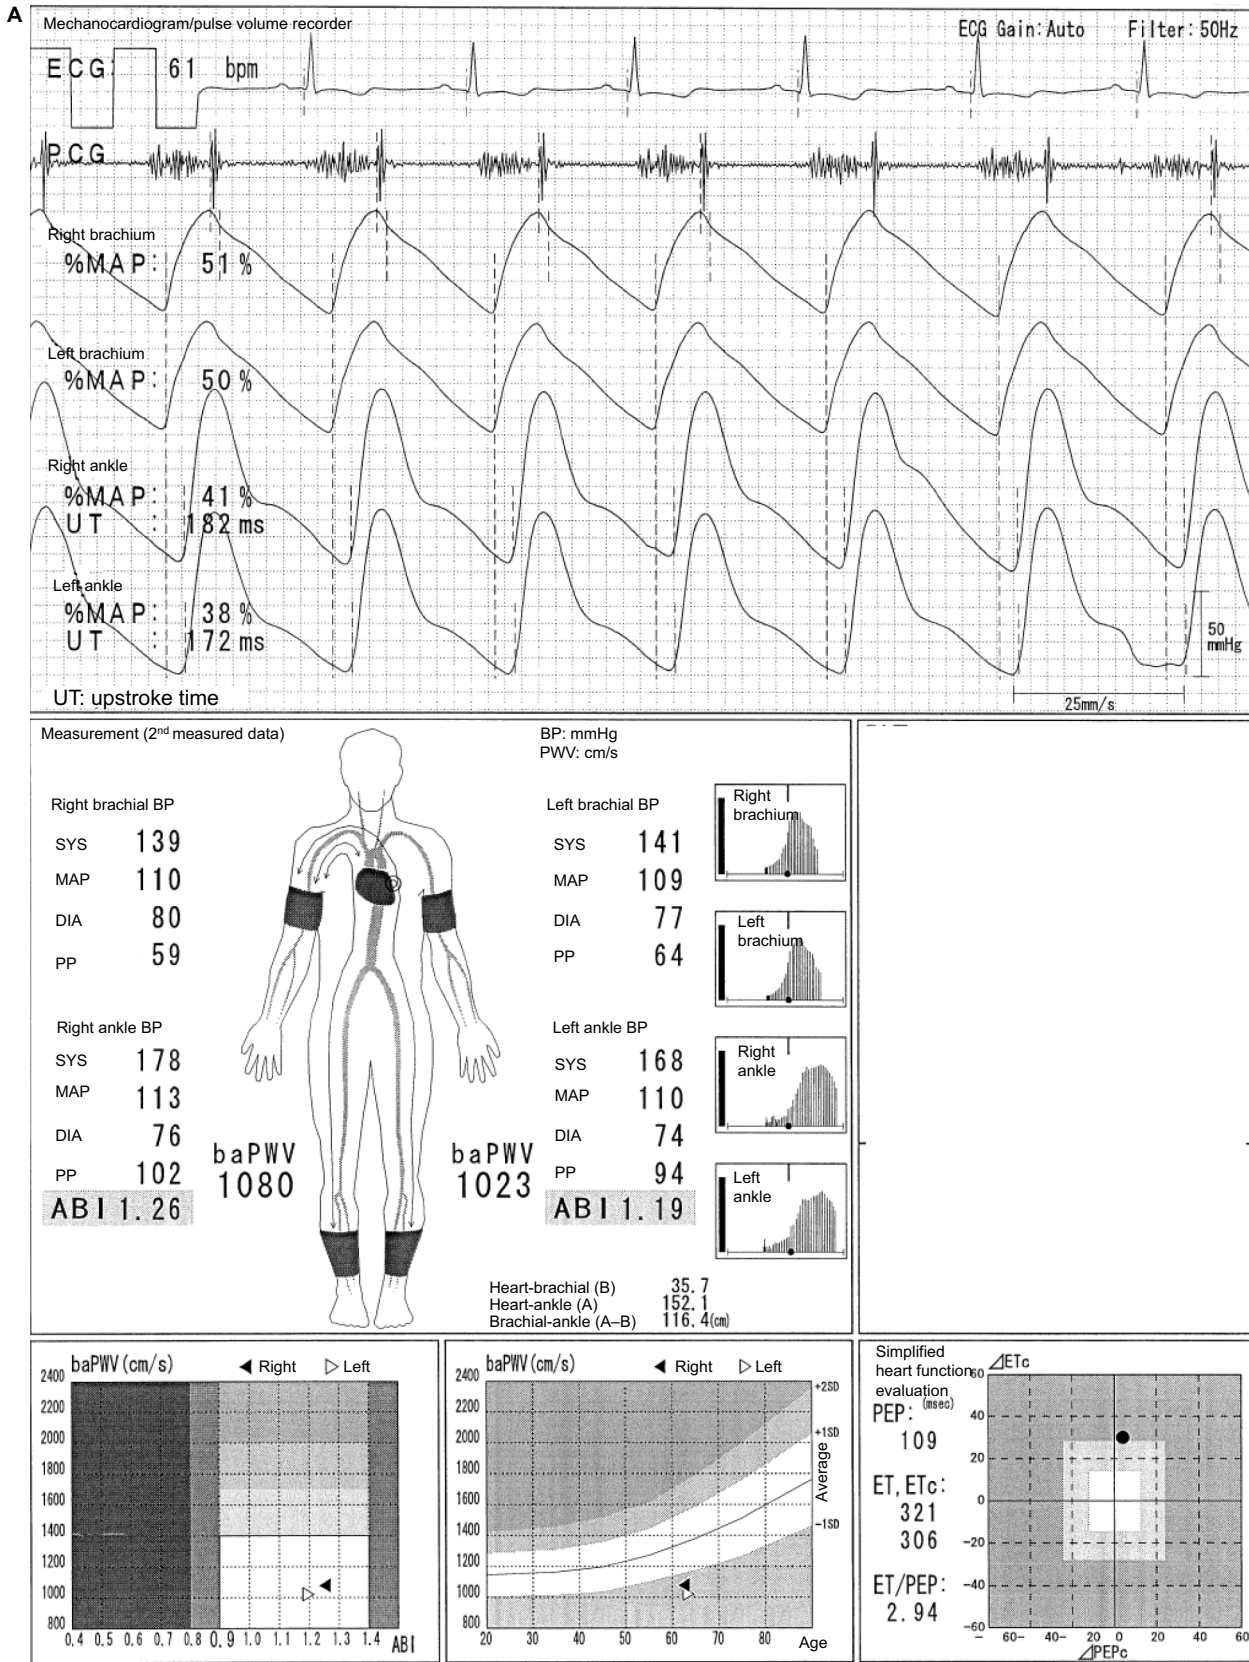 A
Mechanocardiogram/pulse volume recorder
ECG Gain:Auto Filter:50Hz
ECG: 61 bpm
PCG
Right brachium
%MAP: 51 %
Left brachium
%MAP: 50 %
Right ankle
%MAP: 41 %
UT : 182 ms
Left ankle
%MAP: 38 %
UT : 172 ms
50
mmHg
UT: upstroke time
25mm/s
Measurement (2nd measured data)
BP: mmHg
PWV: cm/s
Right brachial BP
SYS 139
MAP 110
DIA 80
PP 59
Left brachial BP
SYS 141
MAP 109
DIA 77
PP 64
Right brachium
Left brachium
Right ankle
Left ankle
Right ankle BP
SYS 178
MAP 113
DIA 76
PP 102
ABI 1.26
baPWV
1080
baPWV
1023
Left ankle BP
SYS 168
MAP 110
DIA 74
PP 94
ABI 1.19
Heart-brachial (B) 35.7
Heart-ankle (A) 152.1
Brachial-ankle (A–B) 116.4(cm)
baPWV(cm/s) ◀ Right ▷ Left
2400
2200
2000
1800
1600
1400
1200
1000
800
0.4 0.5 0.6 0.7 0.8 0.9 1.0 1.1 1.2 1.3 1.4 ABI
baPWV(cm/s) ◀ Right ▷ Left
2400
2200
2000
1800
1600
1400
1200
1000
800
+2SD
+1SD
Average
-1SD
20 30 40 50 60 70 80 Age
Simplified
heart function
evaluation
(msec)
PEP:
109
ET, ETc:
321
306
ET/PEP:
2.94
⊿ETc
60
40
20
0
-20
-40
-60
- 60- 40- 20 0 20 40 60
⊿PEPc